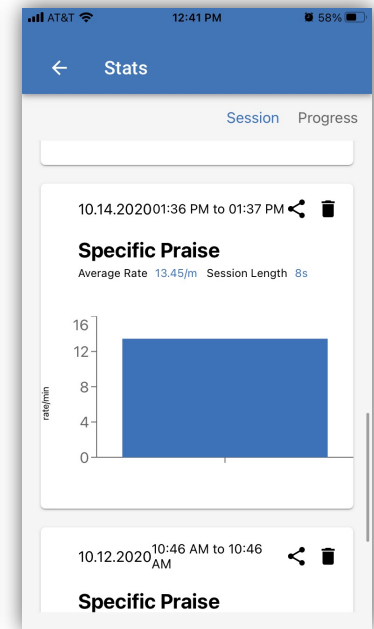 AT&T 12:41 PM 58%
Stats
Session Progress
10.14.2020 01:36 PM to 01:37 PM
Specific Praise
Average Rate 13.45/m Session Length 8s
16
12
8
4
0
rate/min
10.12.2020 10:46 AM to 10:46
AM
Specific Praise